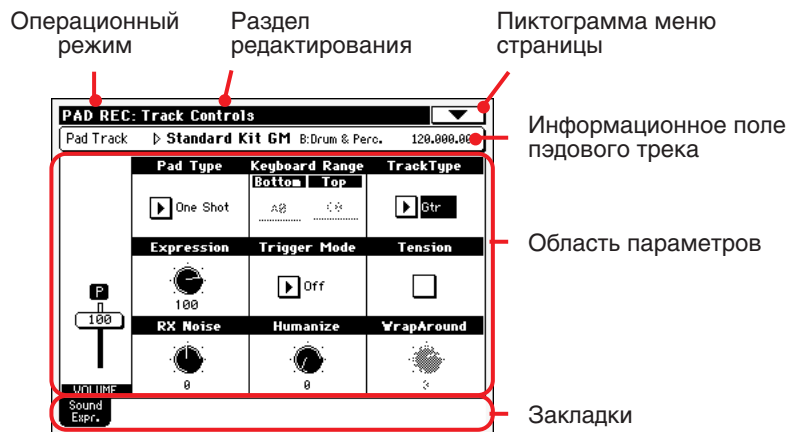 Операционный режим
Раздел редактирования
Пиктограмма меню страницы
PAD REC: Track Controls
Pad Track Standard Kit GM B:Drum & Perc. 120.000.00
Информационное поле пэдового трека
Pad Type Keyboard Range TrackType
Bottom Top
One Shot A0 Gtr
Область параметров
Expression Trigger Mode Tension
100 Off
P
100
RX Noise Humanize WrapAround
0 0
VOLUME
Sound Expr.
Закладки